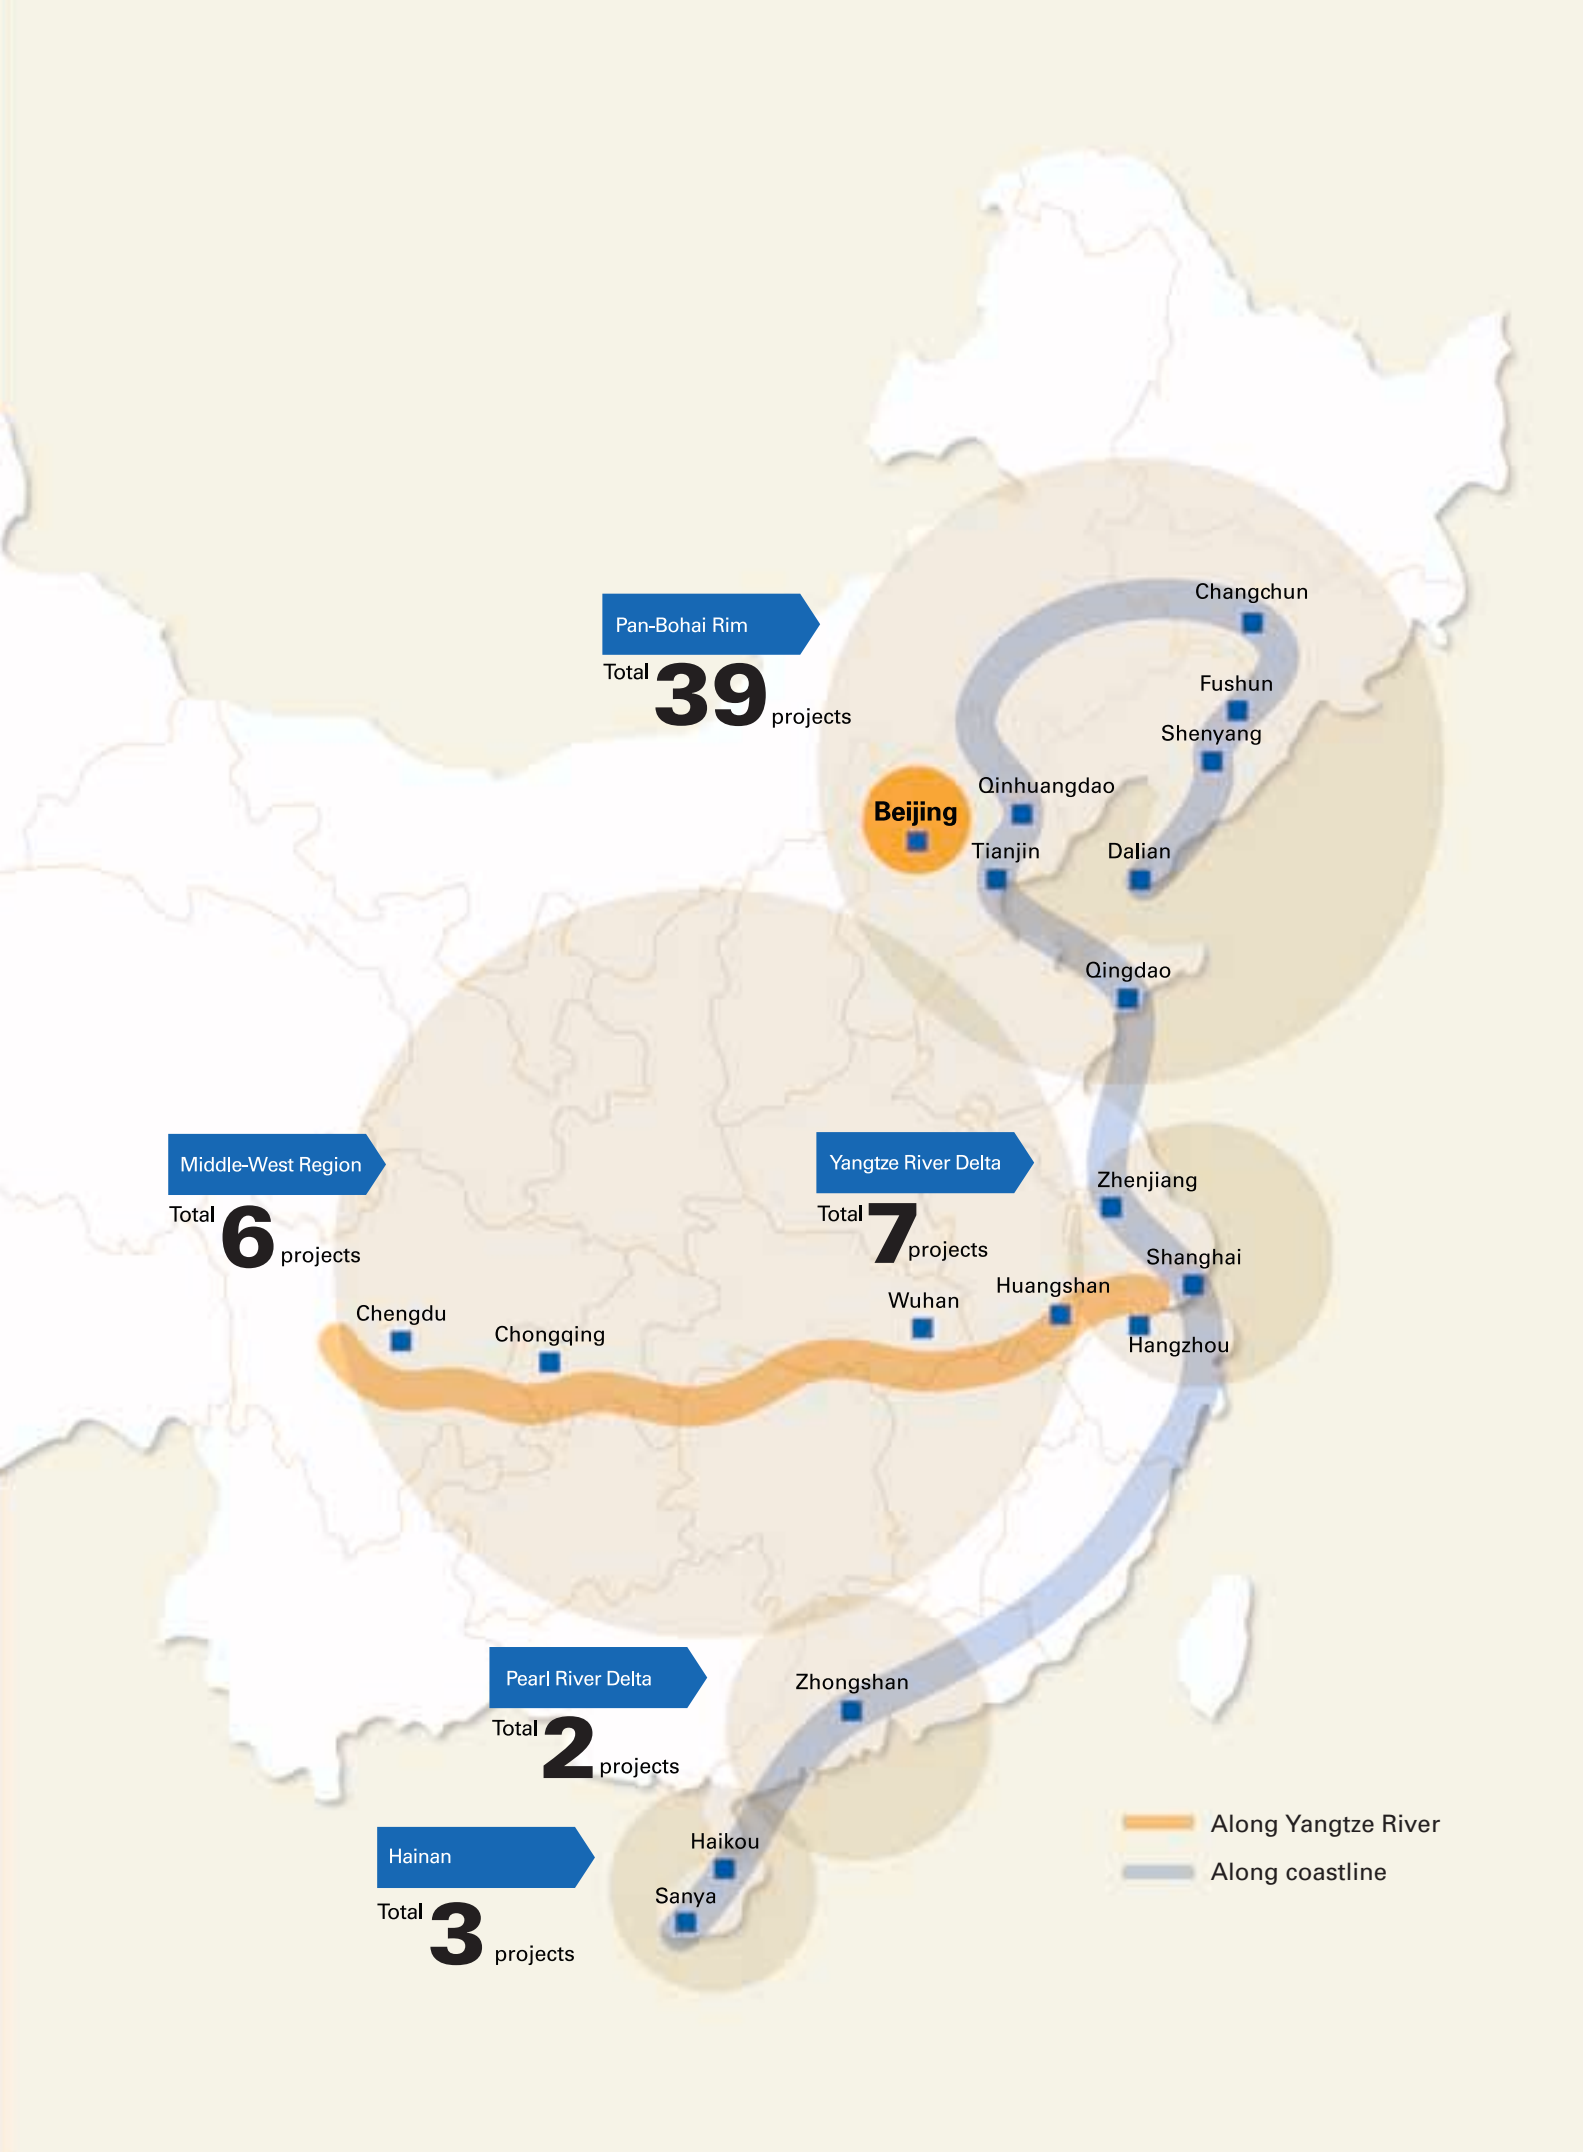 Changchun
Pan-Bohai Rim
Total 39 projects
Fushun
Shenyang
Qinhuangdao
Beijing
Tianjin
Dalian
Qingdao
Middle-West Region
Total 6 projects
Yangtze River Delta
Total 7 projects
Zhenjiang
Shanghai
Huangshan
Wuhan
Chengdu
Chongqing
Hangzhou
Pearl River Delta
Total 2 projects
Zhongshan
Hainan
Total 3 projects
Haikou
Sanya
Along Yangtze River
Along coastline